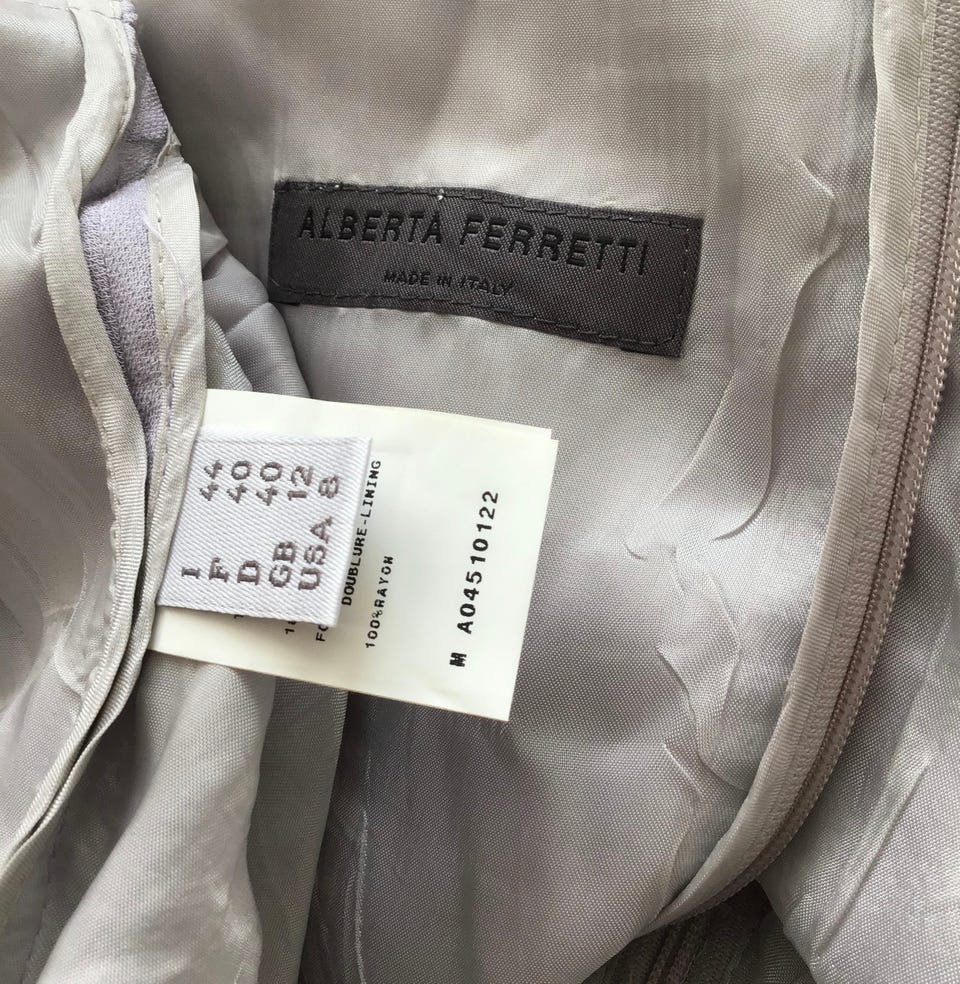 ALBERTA FERRETTI
MADE IN ITALY
I 44
F 40
D 40
GB 12
USA 8
DOUBLURE-LINING
100%RAYON
M A04510122